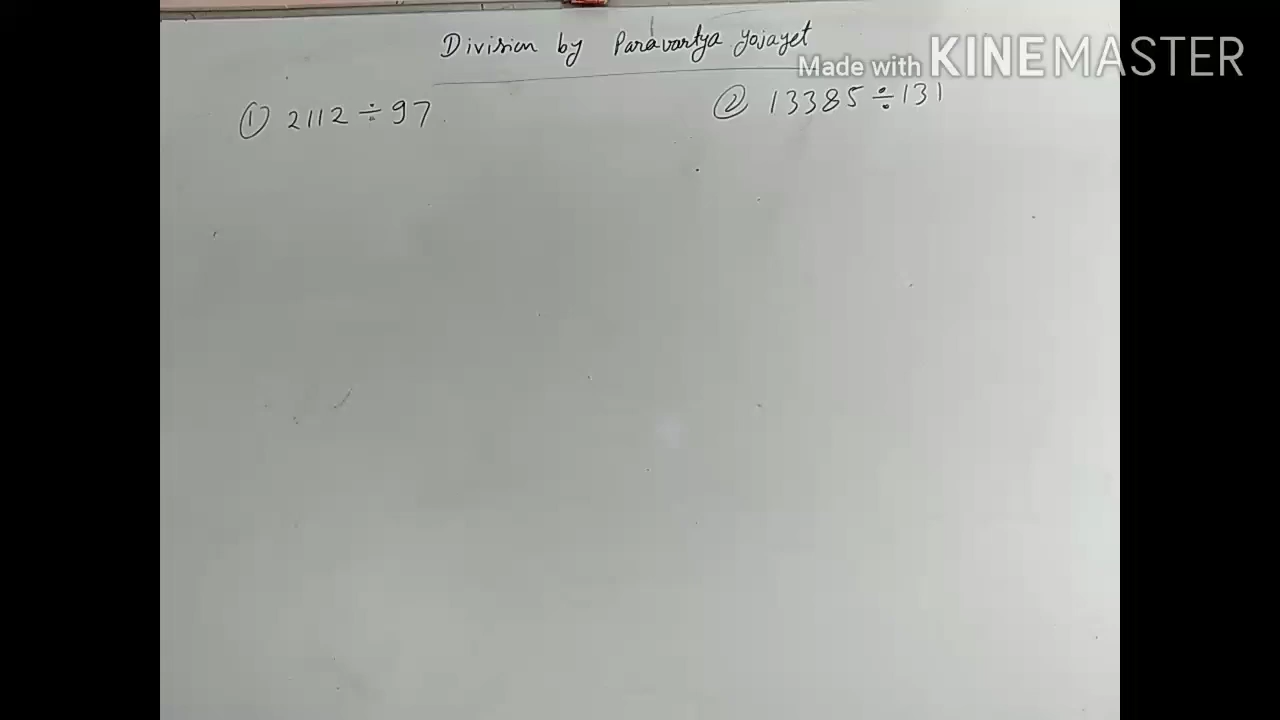 Division by Paravartya Yojayet
Made with KINEMASTER
① 2112 ÷ 97
② 13385 ÷ 131